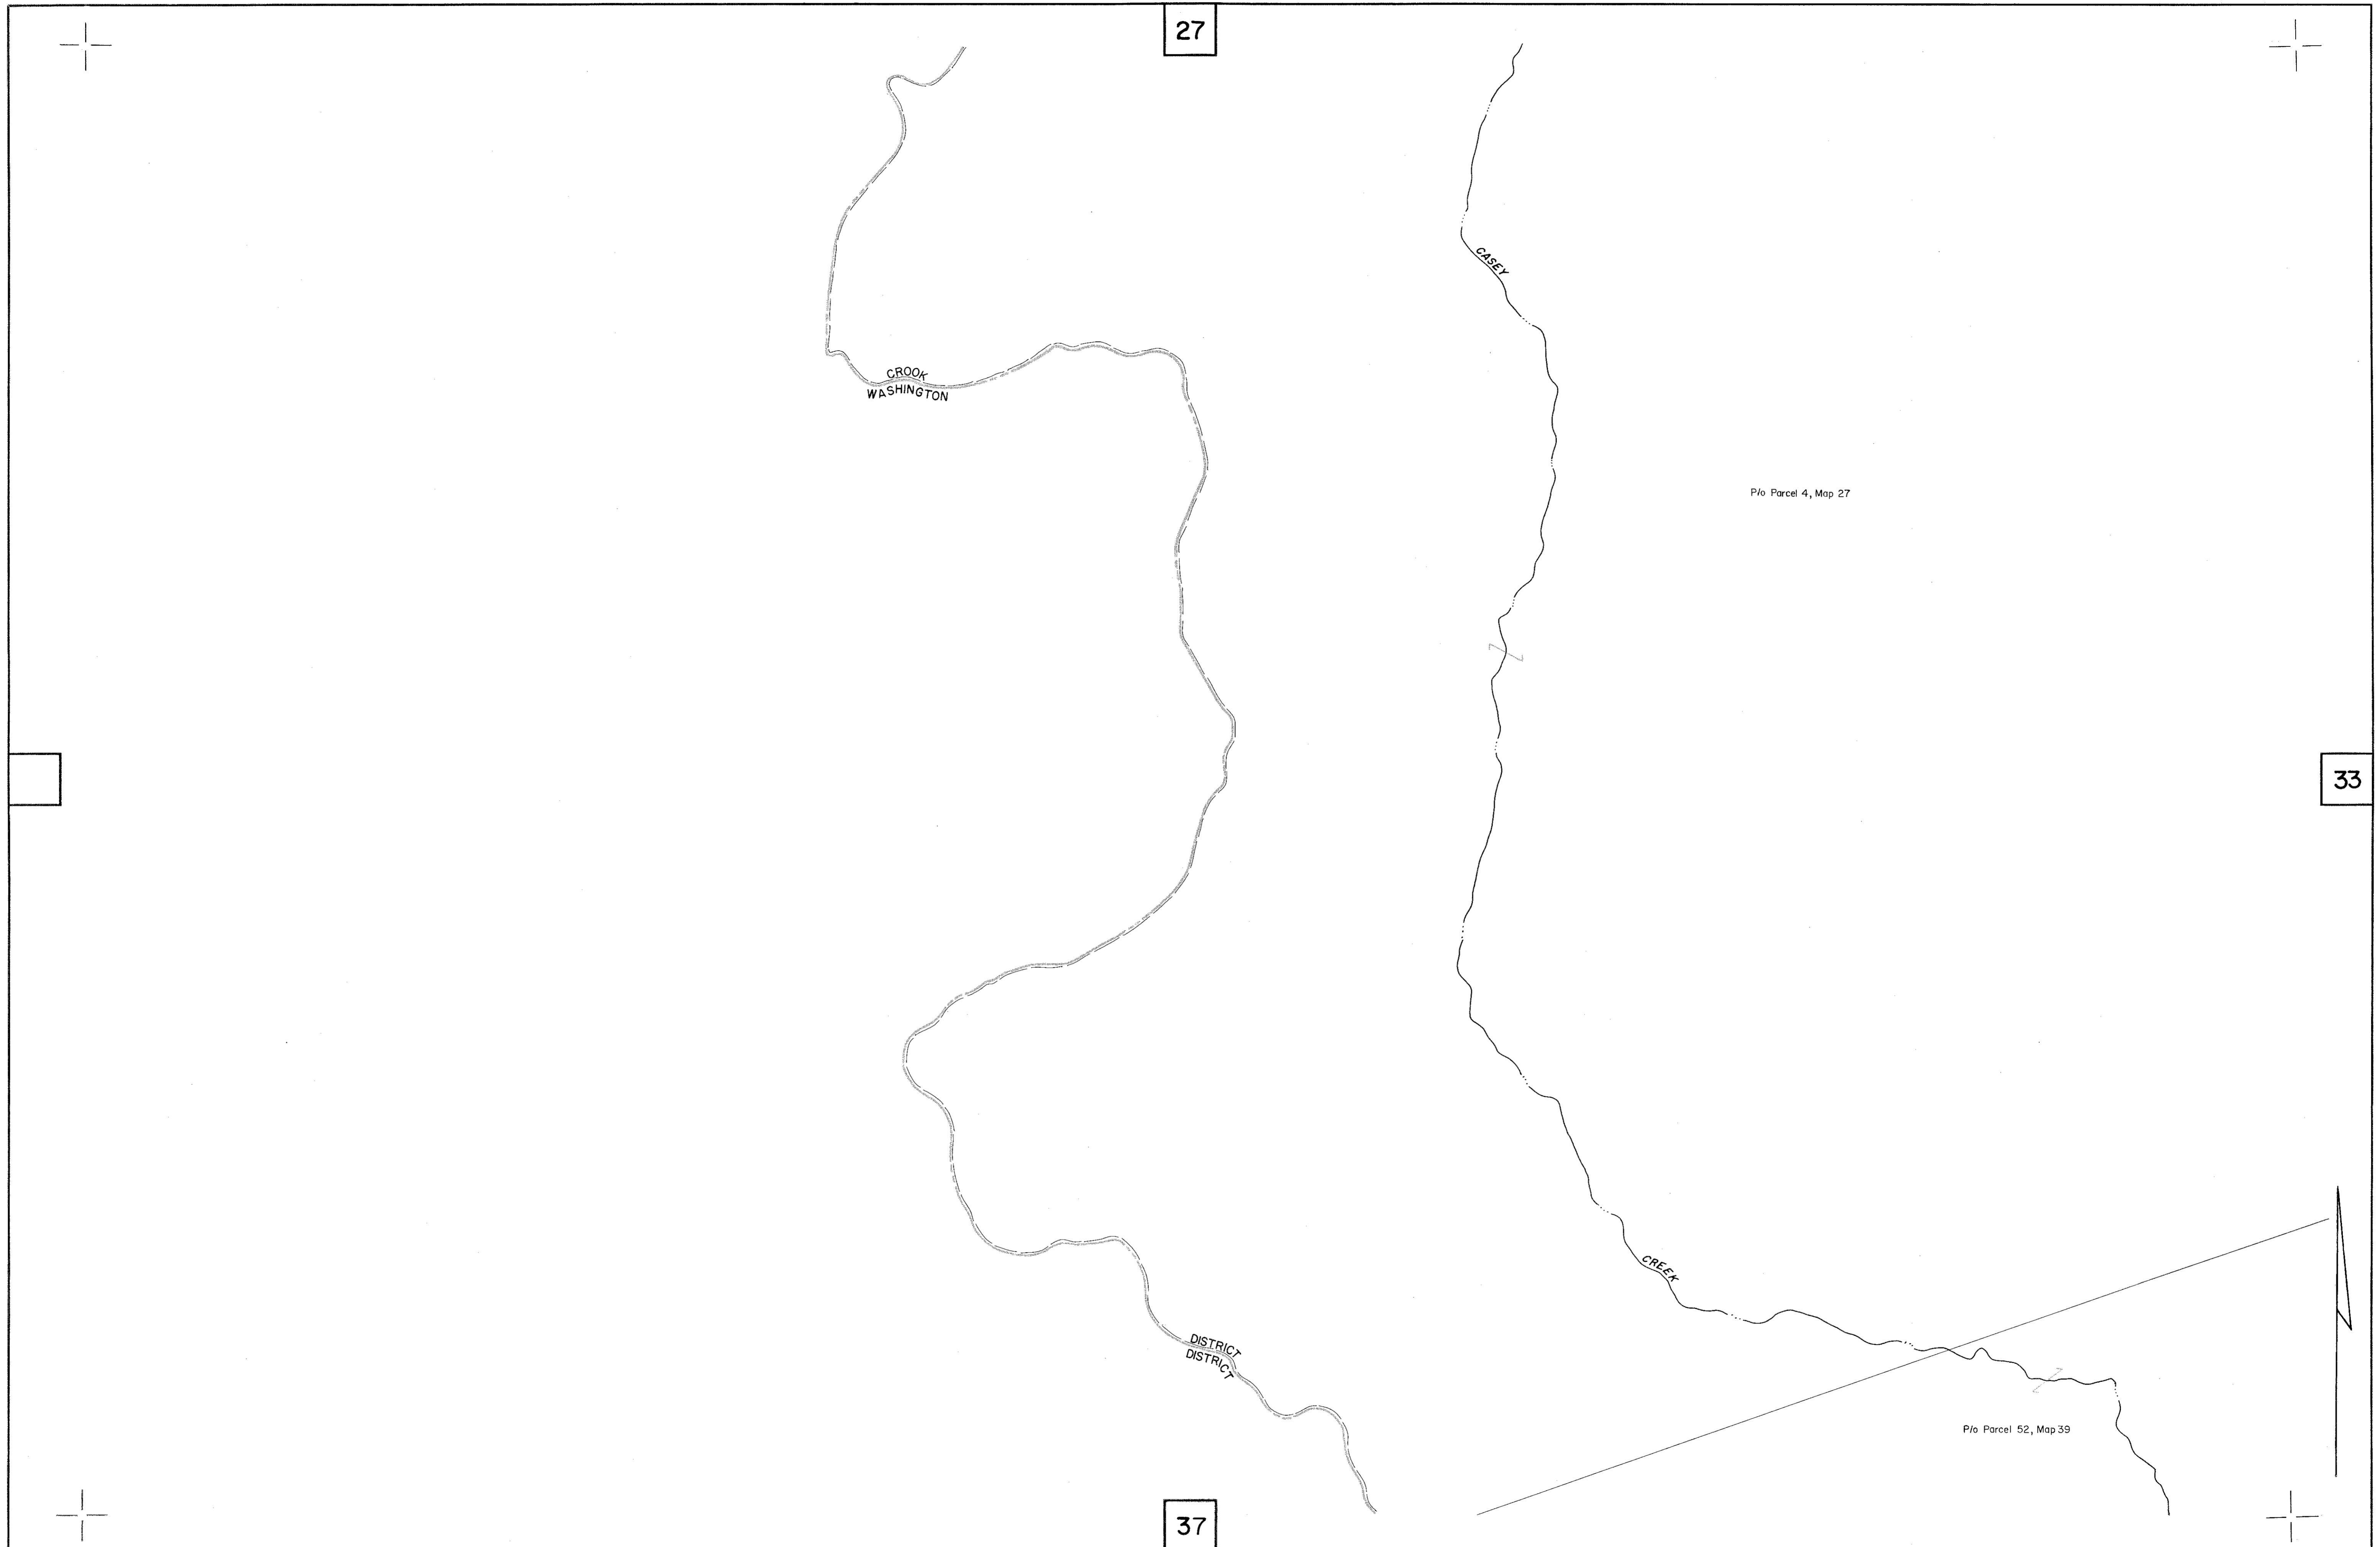 27
CASEY
CROOK
WASHINGTON
P/o Parcel 4, Map 27
33
CREEK
DISTRICT
DISTRICT
P/o Parcel 52, Map 39
37